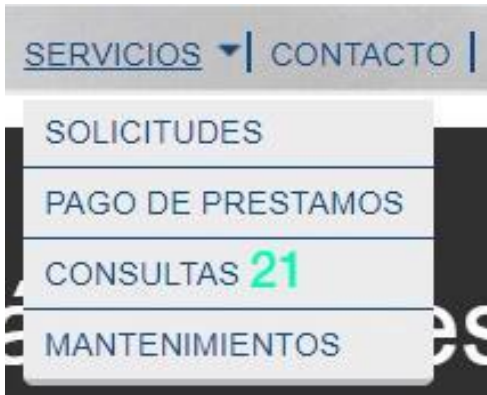 SERVICIOS CONTACTO
SOLICITUDES
PAGO DE PRESTAMOS
CONSULTAS 21
MANTENIMIENTOS